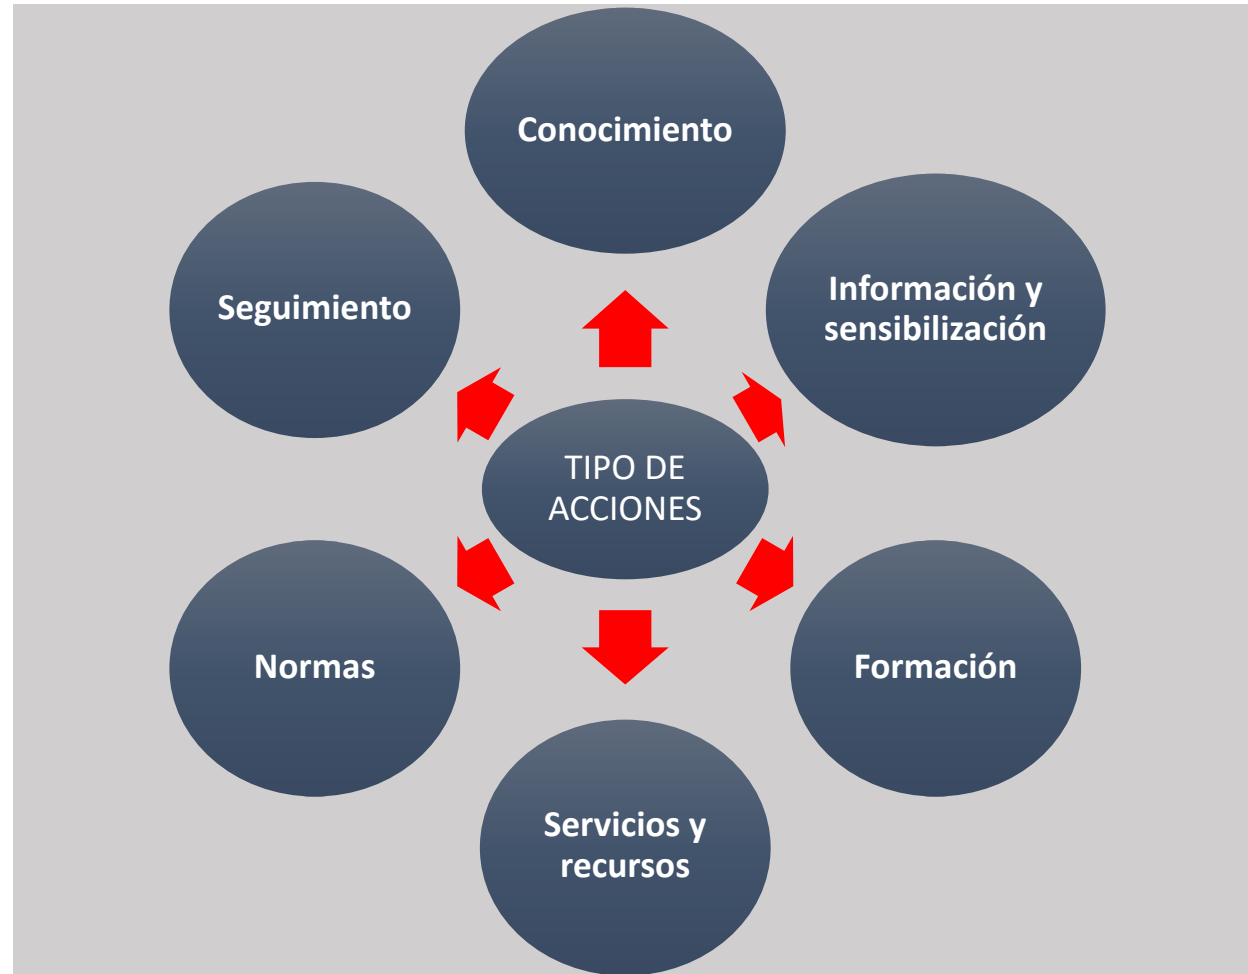 Conocimiento
Información y
sensibilización
Formación
Servicios y
recursos
Normas
Seguimiento
TIPO DE
ACCIONES